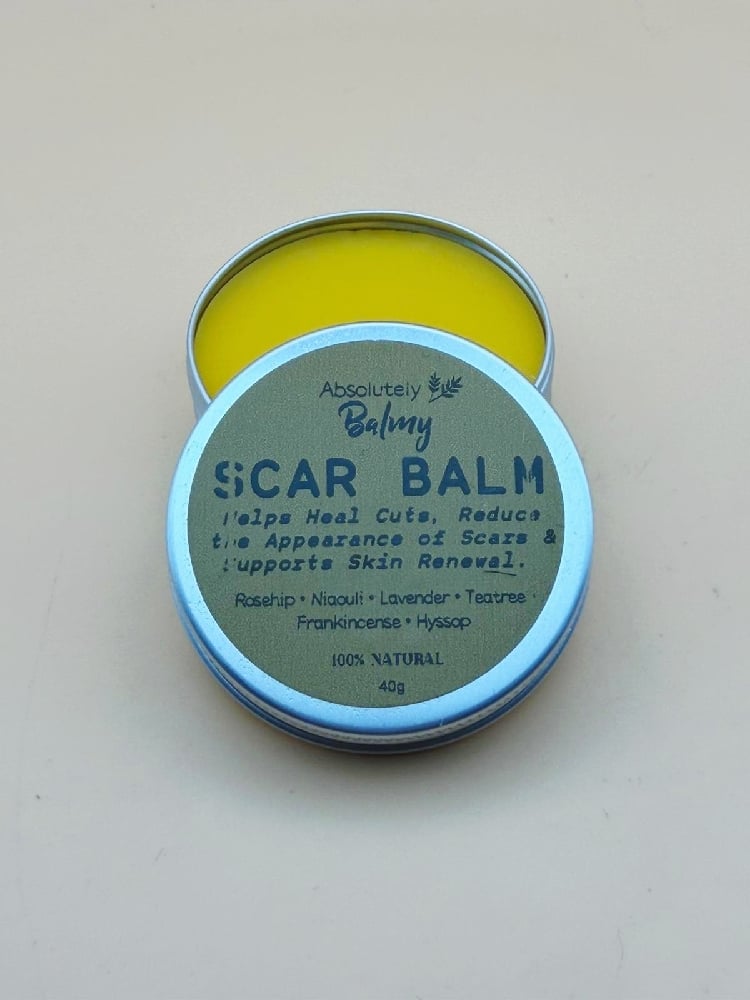 Absolutely
Balmy
SCAR BALM
Helps Heal Cuts, Reduce
the Appearance of Scars &
Supports Skin Renewal.
Rosehip • Niaouli • Lavender • Teatree •
Frankincense • Hyssop
100% NATURAL
40g